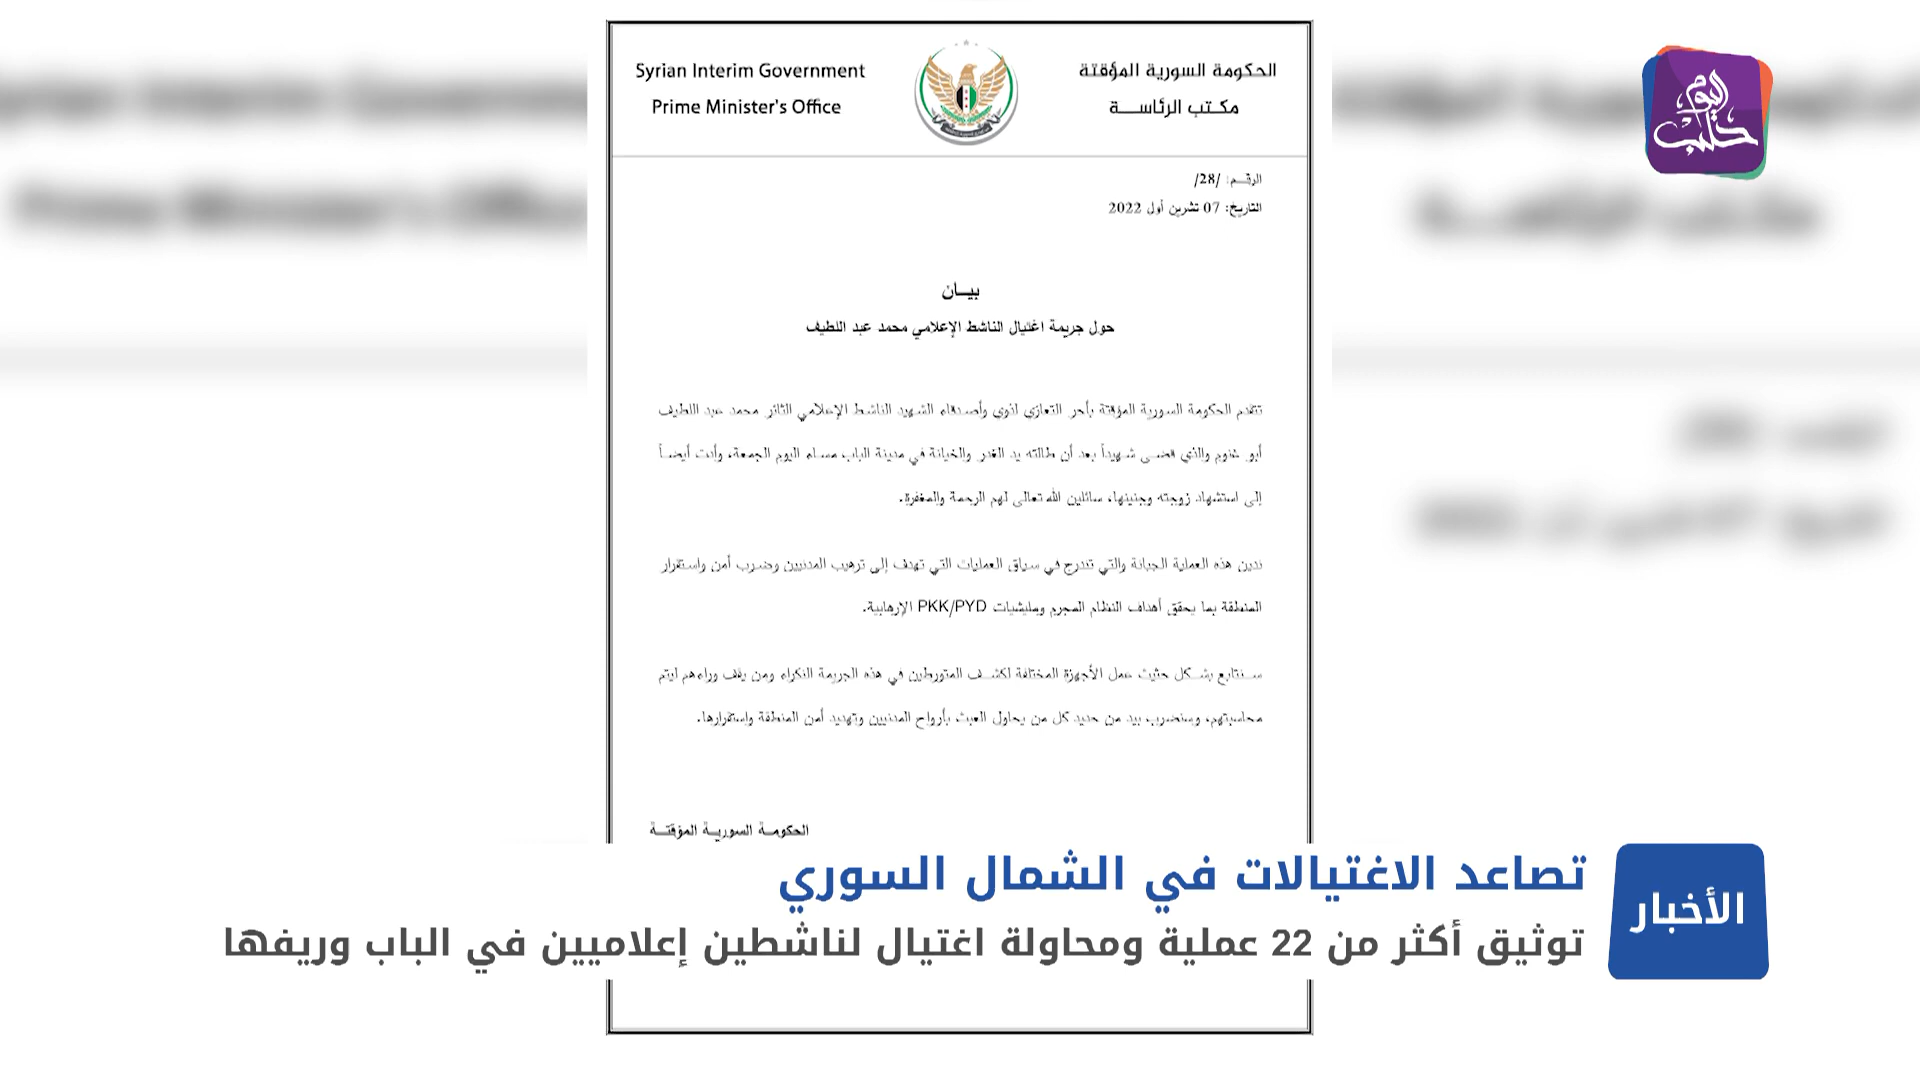 Syrian Interim Government
Prime Minister's Office
الحكومة السورية المؤقتة
مكتب الرئاسة
حلب اليوم
الرقم: /28/
التاريخ: 07 تشرين أول 2022
بيان
حول جريمة اغتيال الناشط الإعلامي محمد عبد اللطيف
تتقدم الحكومة السورية المؤقتة بأحر التعازي لذوي وأصدقاء الشهيد الناشط الإعلامي الثائر محمد عبد اللطيف
أبو غنوم والذي قضى شهيداً بعد أن طالته يد الغدر والخيانة في مدينة الباب مساء اليوم الجمعة، وأدت أيضاً
إلى استشهاد زوجته وجنينها، سائلين الله تعالى لهم الرحمة والمغفرة.
ندين هذه العملية الجبانة والتي تندرج في سياق العمليات التي تهدف إلى ترهيب المدنيين وضرب أمن واستقرار
المنطقة بما يحقق أهداف النظام المجرم ومليشيات PKK/PYD الإرهابية.
سنتابع بشكل حثيث عمل الأجهزة المختلفة لكشف المتورطين في هذه الجريمة النكراء ومن يقف وراءهم ليتم
محاسبتهم، وسنضرب بيد من حديد كل من يحاول العبث بأرواح المدنيين وتهديد أمن المنطقة واستقرارها.
الحكومة السورية المؤقتة
الأخبار
تصاعد الاغتيالات في الشمال السوري
توثيق أكثر من 22 عملية ومحاولة اغتيال لناشطين إعلاميين في الباب وريفها